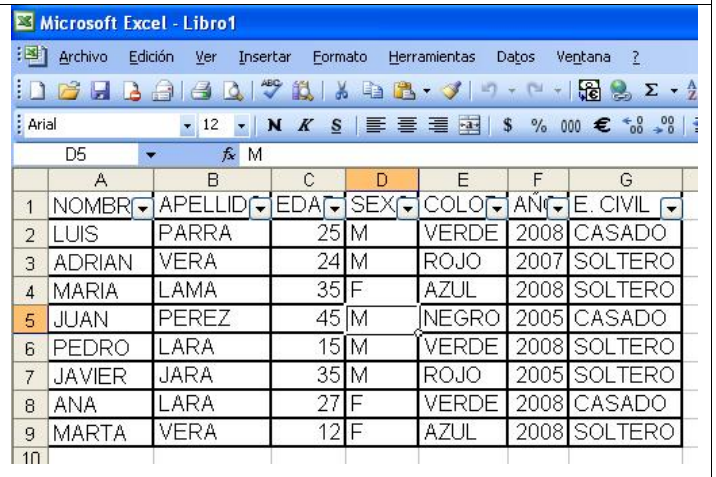 Microsoft Excel - Libro1
Archivo Edición Ver Insertar Formato Herramientas Datos Ventana ?
ABC Σ
Arial 12 N K S $ % 000 €
D5 fx M
A B C D E F G
1 NOMBR APELLID EDA SEX COLO AÑ E. CIVIL
2 LUIS PARRA 25 M VERDE 2008 CASADO
3 ADRIAN VERA 24 M ROJO 2007 SOLTERO
4 MARIA LAMA 35 F AZUL 2008 SOLTERO
5 JUAN PEREZ 45 M NEGRO 2005 CASADO
6 PEDRO LARA 15 M VERDE 2008 SOLTERO
7 JAVIER JARA 35 M ROJO 2005 SOLTERO
8 ANA LARA 27 F VERDE 2008 CASADO
9 MARTA VERA 12 F AZUL 2008 SOLTERO
10